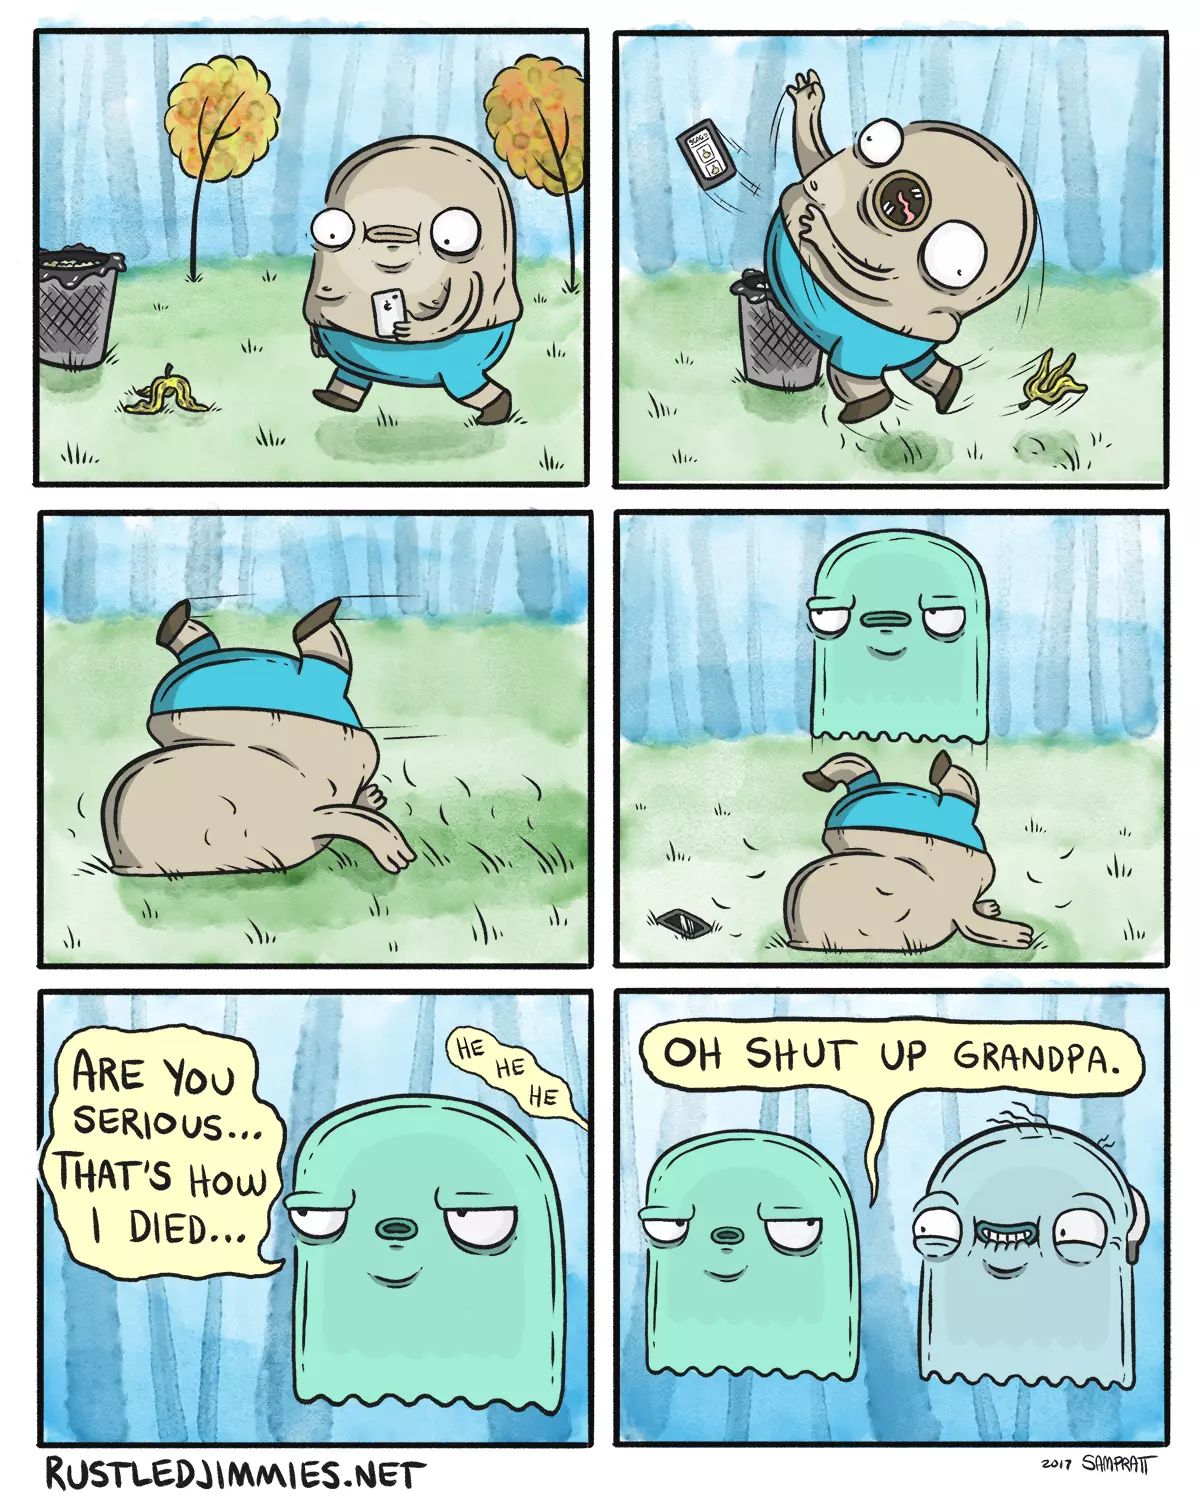 ARE YOU
SERIOUS...
THAT'S HOW
I DIED...
HE
HE
HE
OH SHUT UP GRANDPA.
RUSTLEDJIMMIES.NET
2017 SAMPRATT